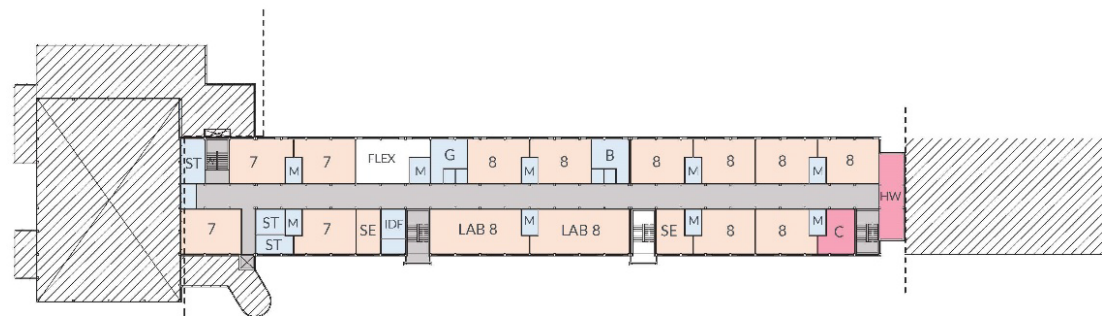 ST 7 M 7 FLEX M G 8 M 8 B 8 M 8 8 M 8
HW
7 ST M 7 SE IDF LAB 8 M LAB 8 SE M 8 8 M C
ST